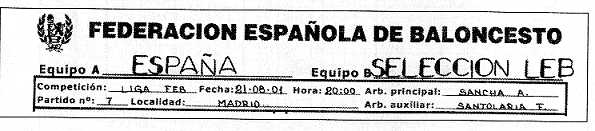 FEDERACION ESPAÑOLA DE BALONCESTO
Equipo A ESPAÑA Equipo B SELECCION LEB
Competición: LIGA FEB Fecha: 21-08-01 Hora: 20:00 Arb. principal: SANCHA A.
Partido nº: 7 Localidad: MADRID Arb. auxiliar: SANTOLARIA F.